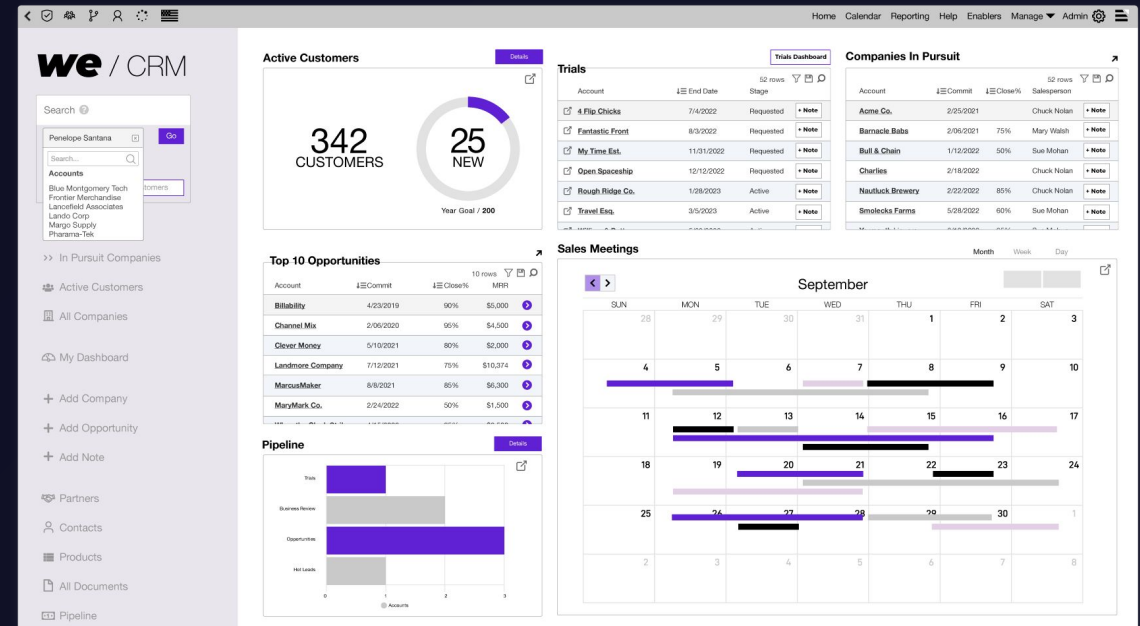 Home Calendar Reporting Help Enablers Manage Admin
we / CRM
Search
Penelope Santana
Go
Search...
Accounts
Blue Montgomery Tech
Frontier Merchandise
Lancefield Associates
Lando Corp
Margo Supply
Pharama-Tek
tomers
>> In Pursuit Companies
Active Customers
All Companies
My Dashboard
+ Add Company
+ Add Opportunity
+ Add Note
Partners
Contacts
Products
All Documents
Pipeline
Active Customers
Details
342
CUSTOMERS
25
NEW
Year Goal / 200
Trials
Trials Dashboard
52 rows
Account End Date Stage
4 Flip Chicks 7/4/2022 Requested + Note
Fantastic Front 8/3/2022 Requested + Note
My Time Est. 11/31/2022 Requested + Note
Open Spaceship 12/12/2022 Requested + Note
Rough Ridge Co. 1/28/2023 Active + Note
Travel Esq. 3/5/2023 Active + Note
Companies In Pursuit
52 rows
Account Commit Close% Salesperson
Acme Co. 2/25/2021 Chuck Nolan + Note
Barnacle Babs 2/06/2021 75% Mary Walsh + Note
Bull & Chain 1/12/2022 50% Sue Mohan + Note
Charlies 2/18/2022 Chuck Nolan + Note
Nautluck Brewery 2/22/2022 85% Chuck Nolan + Note
Smolecks Farms 5/28/2022 60% Sue Mohan + Note
Top 10 Opportunities
10 rows
Account Commit Close% MRR
Billability 4/23/2019 90% $5,000
Channel Mix 2/06/2020 95% $4,500
Clever Money 5/10/2021 80% $2,000
Landmore Company 7/12/2021 75% $10,374
MarcusMaker 8/8/2021 85% $6,300
MaryMark Co. 2/24/2022 50% $1,500
Pipeline
Details
Trials
Business Review
Opportunities
Hot Leads
0 1 2 3
Accounts
Sales Meetings
Month Week Day
September
SUN MON TUE WED THU FRI SAT
28 29 30 31 1 2 3
4 5 6 7 8 9 10
11 12 13 14 15 16 17
18 19 20 21 22 23 24
25 26 27 28 29 30 1
2 3 4 5 6 7 8